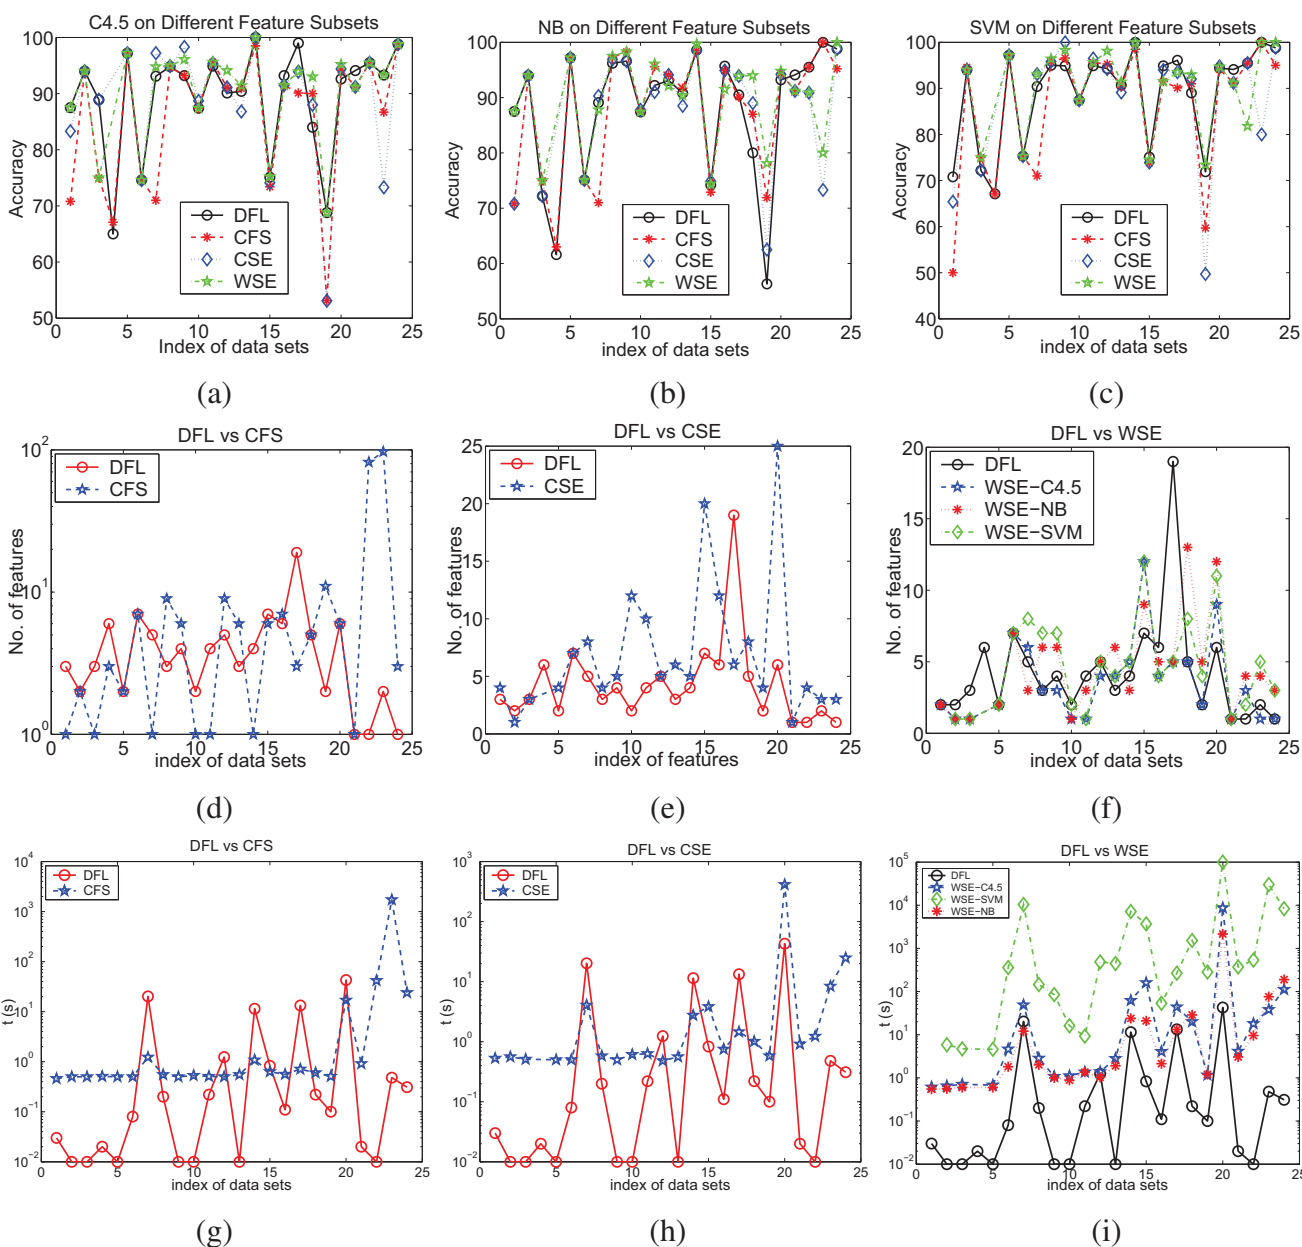 C4.5 on Different Feature Subsets
100
90
80
70
60
50
Accuracy
DFL
CFS
CSE
WSE
0 5 10 15 20 25
Index of data sets
(a)
NB on Different Feature Subsets
100
90
80
70
60
50
Accuracy
DFL
CFS
CSE
WSE
0 5 10 15 20 25
index of data sets
(b)
SVM on Different Feature Subsets
100
90
80
70
60
50
40
Accuracy
DFL
CFS
CSE
WSE
0 5 10 15 20 25
index of data sets
(c)
DFL vs CFS
10^2
10^1
10^0
No. of features
DFL
CFS
5 10 15 20 25
index of data sets
(d)
DFL vs CSE
25
20
15
10
5
0
No. of features
DFL
CSE
0 5 10 15 20 25
index of features
(e)
DFL vs WSE
20
15
10
5
0
No. of features
DFL
WSE−C4.5
WSE−NB
WSE−SVM
0 5 10 15 20 25
index of data sets
(f)
DFL vs CFS
10^4
10^3
10^2
10^1
10^0
10^−1
10^−2
t (s)
DFL
CFS
0 5 10 15 20 25
index of data sets
(g)
DFL vs CSE
10^3
10^2
10^1
10^0
10^−1
10^−2
t (s)
DFL
CSE
0 5 10 15 20 25
index of data sets
(h)
DFL vs WSE
10^5
10^4
10^3
10^2
10^1
10^0
10^−1
10^−2
t (s)
DFL
WSE−C4.5
WSE−SVM
WSE−NB
0 5 10 15 20 25
index of data sets
(i)